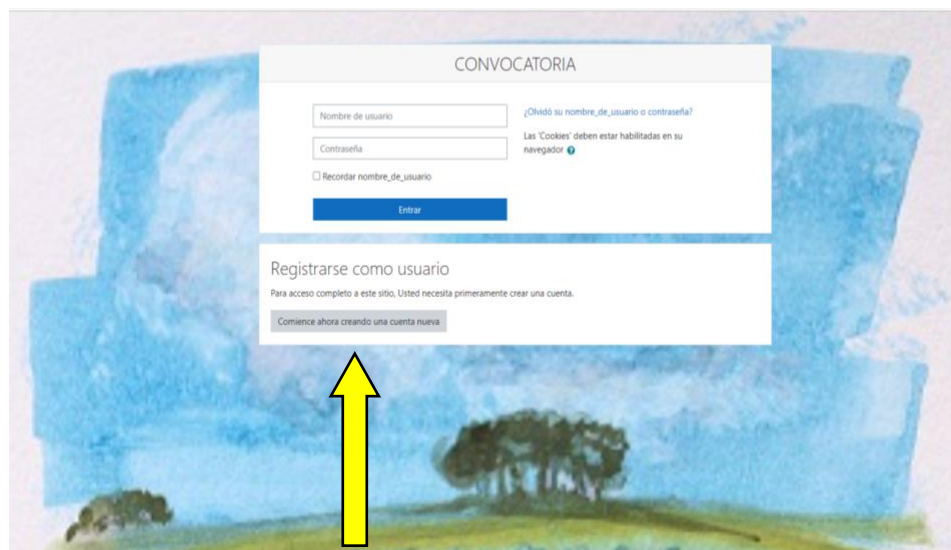 CONVOCATORIA
Nombre de usuario
Contraseña
Recordar nombre_de_usuario
Entrar
¿Olvidó su nombre_de_usuario o contraseña?
Las 'Cookies' deben estar habilitadas en su
navegador
Registrarse como usuario
Para acceso completo a este sitio, Usted necesita primeramente crear una cuenta.
Comience ahora creando una cuenta nueva